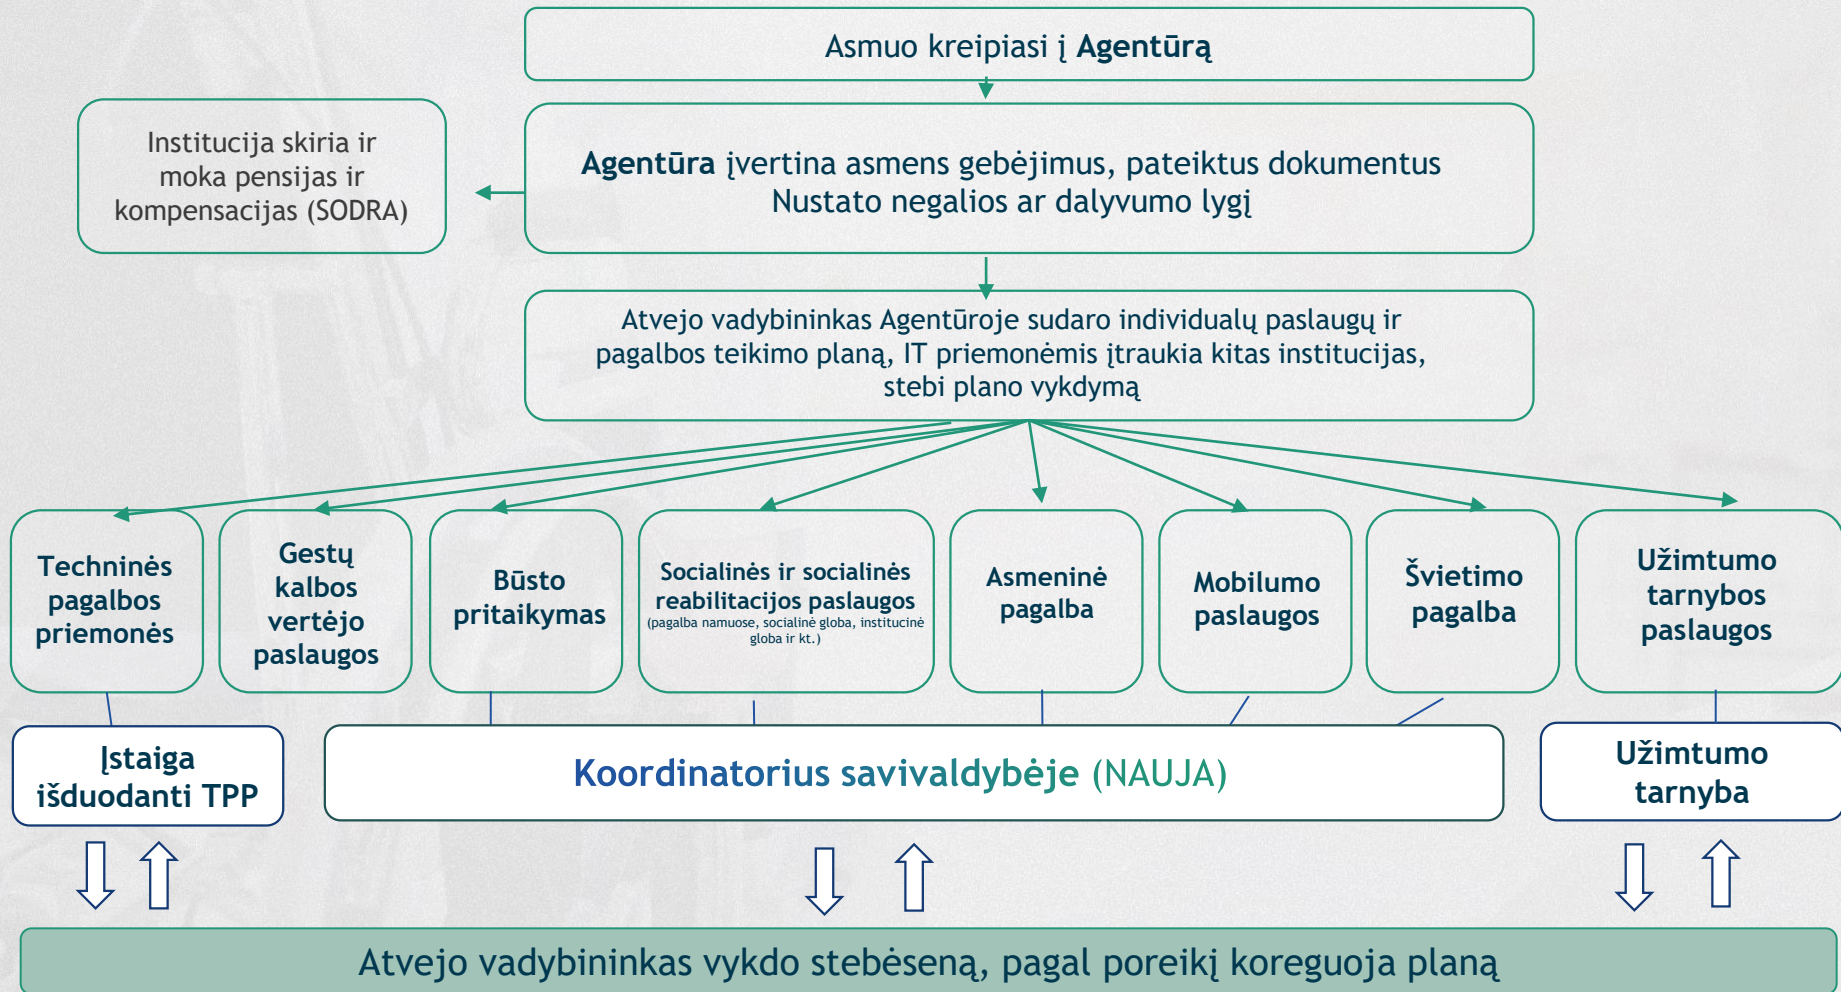 Asmuo kreipiasi į Agentūrą
Institucija skiria ir
moka pensijas ir
kompensacijas (SODRA)
Agentūra įvertina asmens gebėjimus, pateiktus dokumentus
Nustato negalios ar dalyvumo lygį
Atvejo vadybininkas Agentūroje sudaro individualų paslaugų ir
pagalbos teikimo planą, IT priemonėmis įtraukia kitas institucijas,
stebi plano vykdymą
Techninės
pagalbos
priemonės
Gestų
kalbos
vertėjo
paslaugos
Būsto
pritaikymas
Socialinės ir socialinės
reabilitacijos paslaugos
(pagalba namuose, socialinė globa, institucinė
globa ir kt.)
Asmeninė
pagalba
Mobilumo
paslaugos
Švietimo
pagalba
Užimtumo
tarnybos
paslaugos
Įstaiga
išduodanti TPP
Koordinatorius savivaldybėje (NAUJA)
Užimtumo
tarnyba
Atvejo vadybininkas vykdo stebėseną, pagal poreikį koreguoja planą